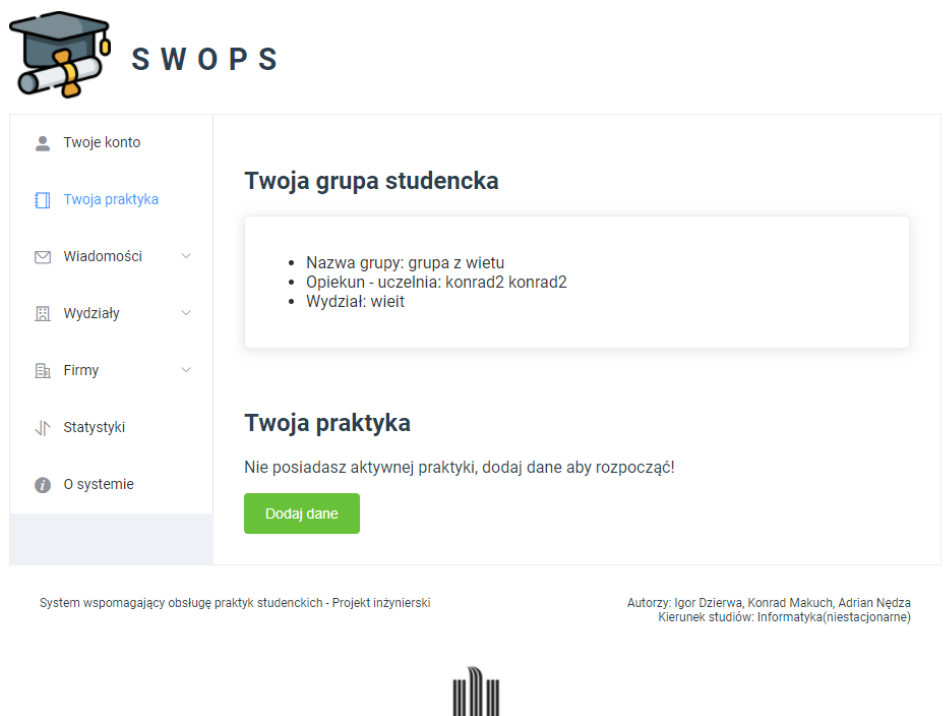 SWOPS
Twoje konto
Twoja praktyka
Wiadomości
Wydziały
Firmy
Statystyki
O systemie
Twoja grupa studencka
• Nazwa grupy: grupa z wietu
• Opiekun - uczelnia: konrad2 konrad2
• Wydział: wieit
Twoja praktyka
Nie posiadasz aktywnej praktyki, dodaj dane aby rozpocząć!
Dodaj dane
System wspomagający obsługę praktyk studenckich - Projekt inżynierski
Autorzy: Igor Dzierwa, Konrad Makuch, Adrian Nędza
Kierunek studiów: Informatyka(niestacjonarne)